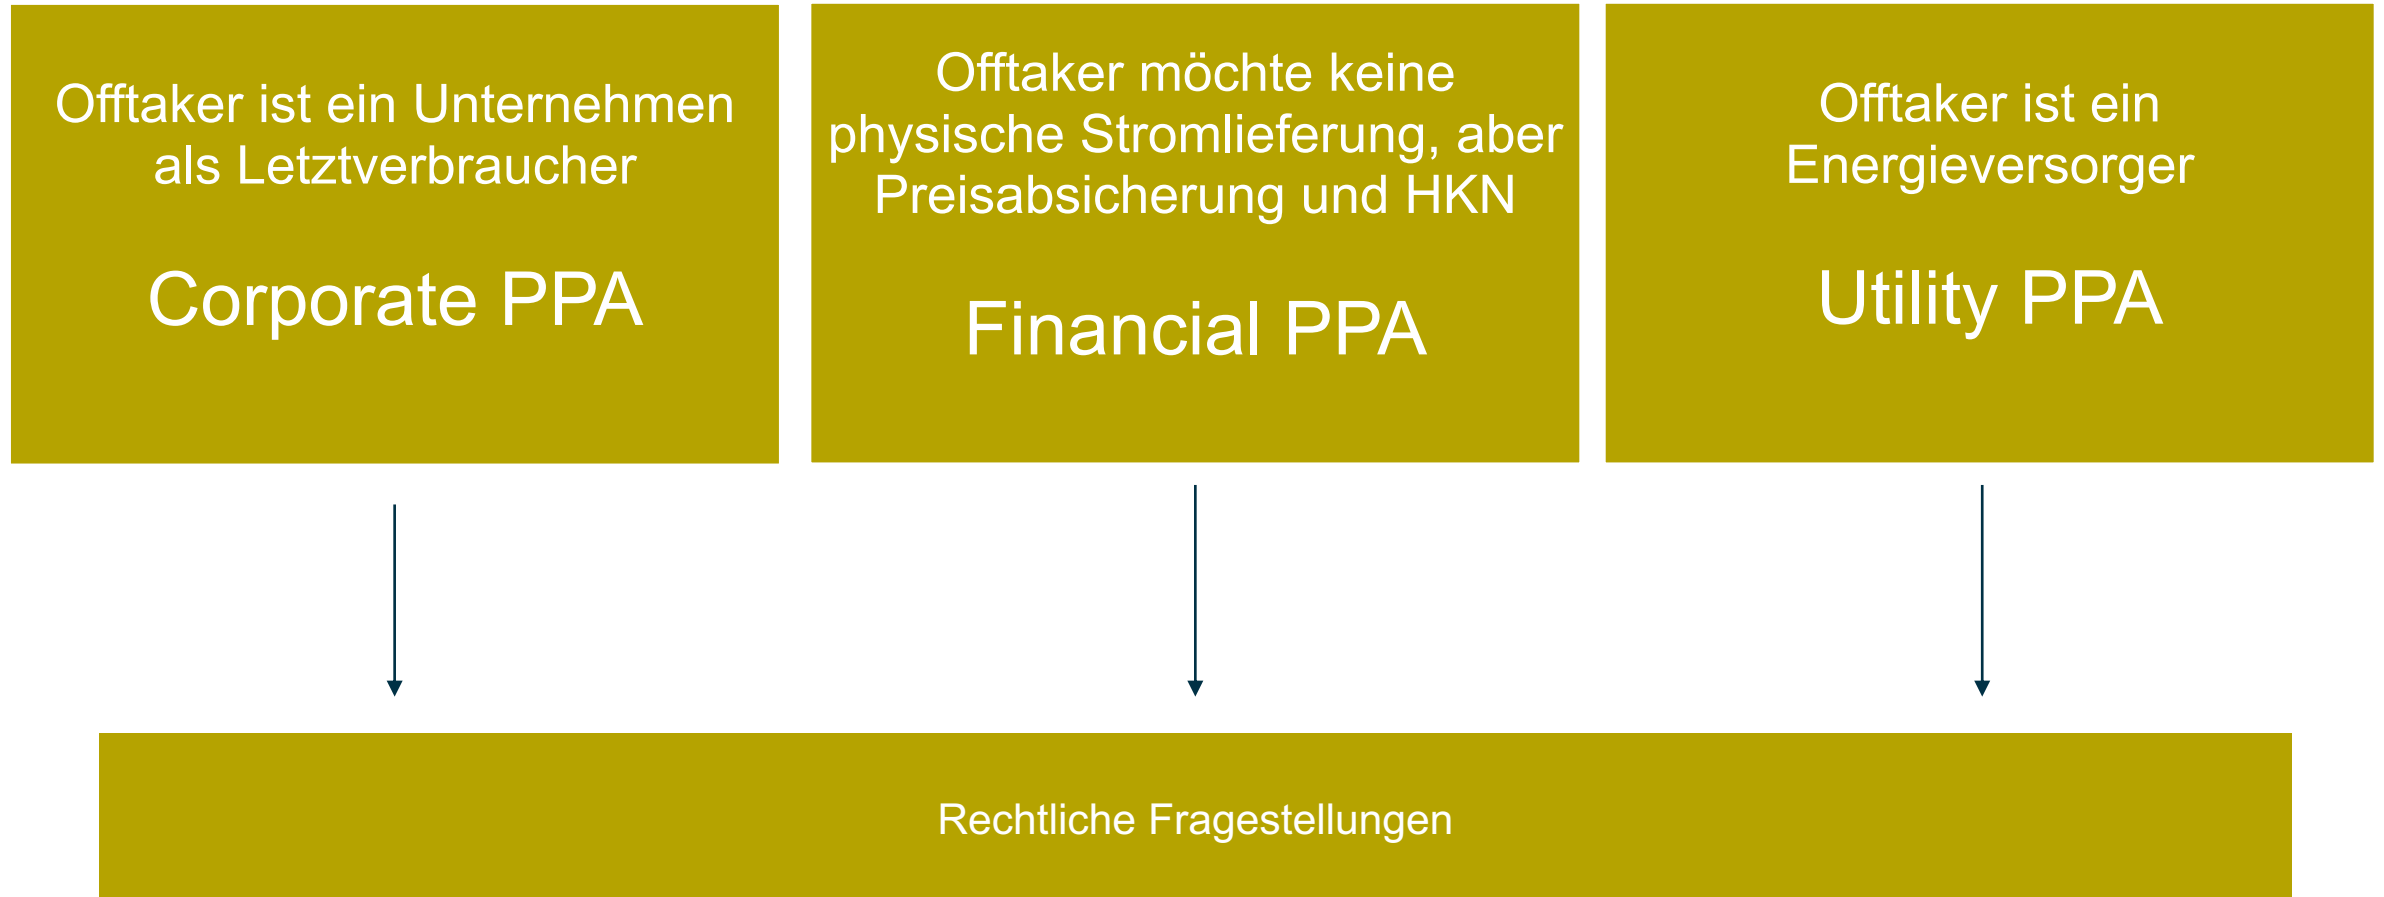 Offtaker ist ein Unternehmen
als Letztverbraucher
Corporate PPA
Offtaker möchte keine
physische Stromlieferung, aber
Preisabsicherung und HKN
Financial PPA
Offtaker ist ein
Energieversorger
Utility PPA
Rechtliche Fragestellungen